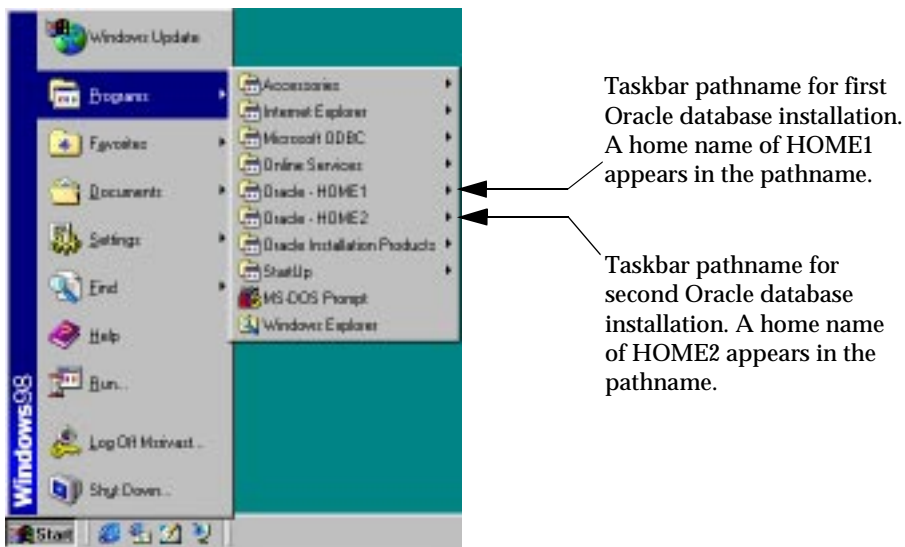 Windows Update
Programs
Favorites
Documents
Settings
Find
Help
Run...
Log Off Msrivast...
Shut Down...
Windows98
Start
Accessories
Internet Explorer
Microsoft ODBC
Online Services
Oracle - HOME1
Oracle - HOME2
Oracle Installation Products
StartUp
MS-DOS Prompt
Windows Explorer
Taskbar pathname for first
Oracle database installation.
A home name of HOME1
appears in the pathname.
Taskbar pathname for
second Oracle database
installation. A home name
of HOME2 appears in the
pathname.